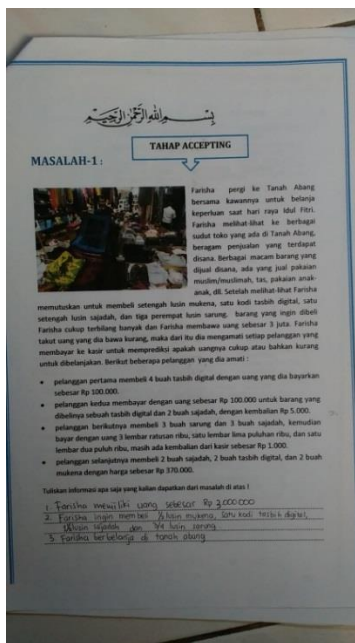 بِسْــــــمِ اللهِ الرَّحْمٰنِ الرَّحِيْمِ
TAHAP ACCEPTING
MASALAH-1 :
Farisha pergi ke Tanah Abang
bersama kawannya untuk belanja
keperluan saat hari raya Idul Fitri.
Farisha melihat-lihat ke berbagai
sudut toko yang ada di Tanah Abang,
beragam penjualan yang terdapat
disana. Berbagai macam barang yang
dijual disana, ada yang jual pakaian
muslim/muslimah, tas, pakaian anak-
anak, dll. Setelah melihat-lihat Farisha
memutuskan untuk membeli setengah lusin mukena, satu kodi tasbih digital, satu
setengah lusin sajadah, dan tiga perempat lusin sarung. barang yang ingin dibeli
Farisha cukup terbilang banyak dan Farisha membawa uang sebesar 3 juta. Farisha
takut uang yang dia bawa kurang, maka dari itu dia mengamati setiap pelanggan yang
membayar ke kasir untuk memprediksi apakah uangnya cukup atau bahkan kurang
untuk dibelanjakan. Berikut beberapa pelanggan yang dia amati :
• pelanggan pertama membeli 4 buah tasbih digital dengan uang yang dia bayarkan
sebesar Rp 100.000.
• pelanggan kedua membayar dengan uang sebesar Rp 100.000 untuk barang yang
dibelinya sebuah tasbih digital dan 2 buah sajadah, dengan kembalian Rp 5.000.
• pelanggan berikutnya membeli 3 buah sarung dan 3 buah sajadah, kemudian
bayar dengan uang 3 lembar ratusan ribu, satu lembar lima puluhan ribu, dan satu
lembar dua puluh ribu, masih ada kembalian dari kasir sebesar Rp 1.000.
• pelanggan selanjutnya membeli 2 buah sajadah, 2 buah tasbih digital, dan 2 buah
mukena dengan harga sebesar Rp 370.000.
Tuliskan informasi apa saja yang kalian dapatkan dari masalah di atas !
1. Farisha memiliki uang sebesar Rp 3.000.000
2. Farisha ingin membeli ½ lusin mukena, satu kodi tasbih digital,
lusin sajadah dan ¾ lusin sarung
3. Farisha berbelanja di tanah abang